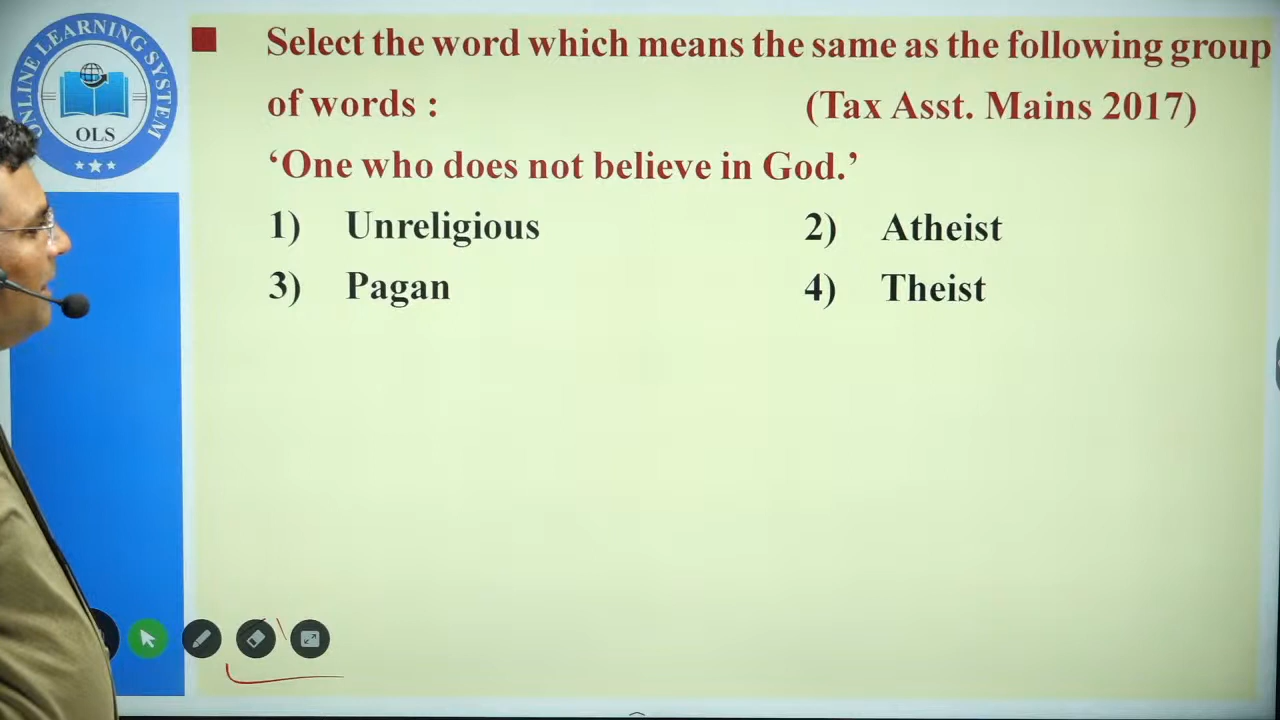 ONLINE LEARNING SYSTEM
OLS
Select the word which means the same as the following group
of words : (Tax Asst. Mains 2017)
‘One who does not believe in God.’
1) Unreligious 2) Atheist
3) Pagan 4) Theist